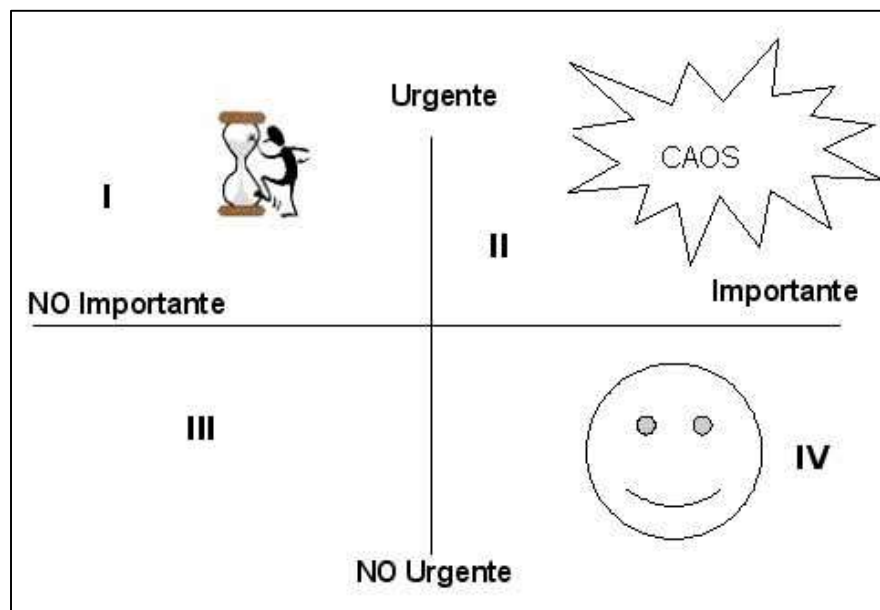 Urgente
CAOS
I
II
NO Importante
Importante
III
IV
NO Urgente